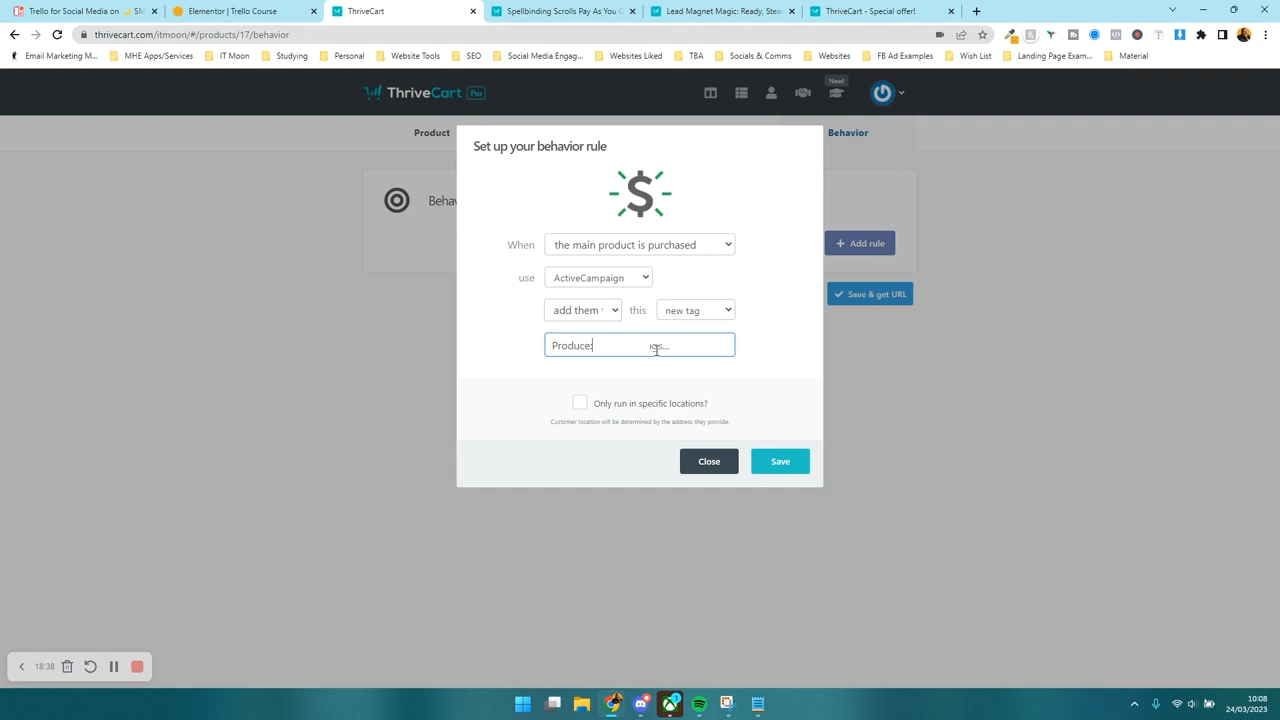 Trello for Social Media on
SM
Elementor | Trello Course
ThriveCart
Spellbinding Scrolls Pay As You G
Lead Magnet Magic: Ready, Stea
ThriveCart - Special offer!
thrivecart.com/itmoon/#/products/17/behavior
Email Marketing M...
MHE Apps/Services
IT Moon
Studying
Personal
Website Tools
SEO
Social Media Engag...
Websites Liked
TBA
Socials & Comms
Websites
FB Ad Examples
Wish List
Landing Page Exam...
Material
ThriveCart Pro
New!
Product
Behavior
Set up your behavior rule
Behav
When the main product is purchased
Add rule
use ActiveCampaign
Save & get URL
add them this new tag
Produce:
gs...
Only run in specific locations?
Customer location will be determined by the address they provide.
Close
Save
18:38
1
10:08
24/03/2023